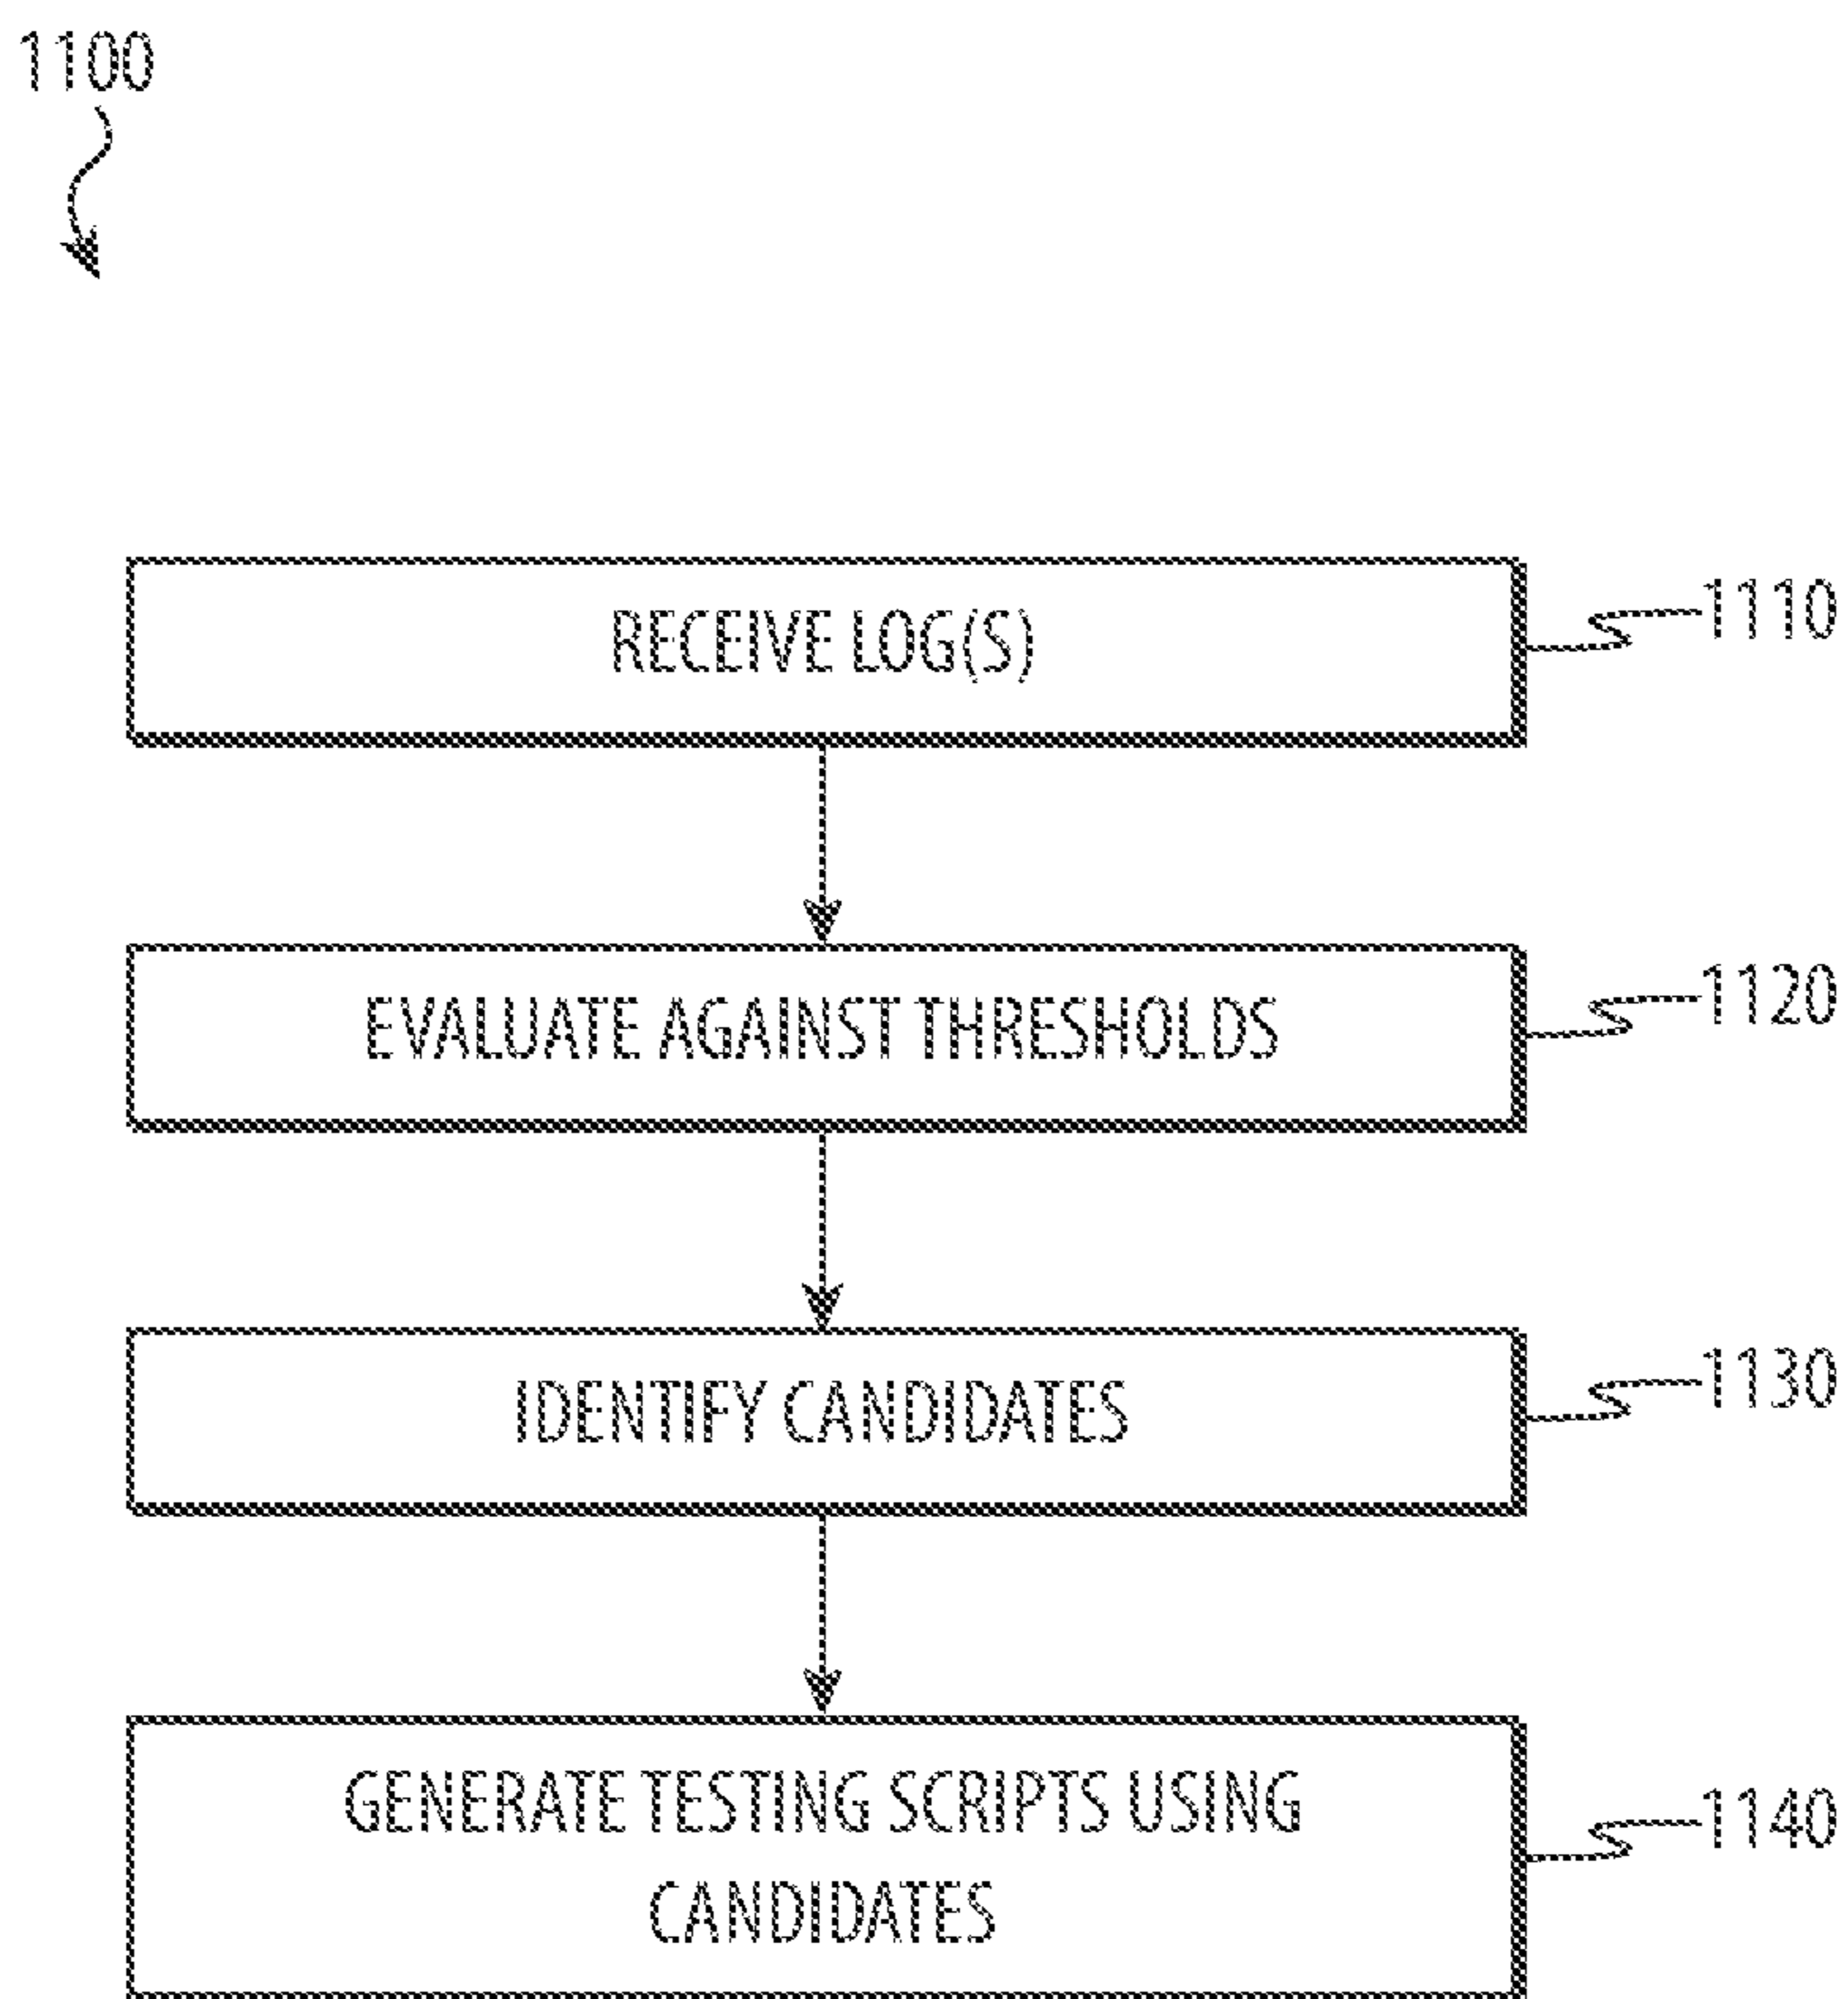 1100
RECEIVE LOG(S)
1110
EVALUATE AGAINST THRESHOLDS
1120
IDENTIFY CANDIDATES
1130
GENERATE TESTING SCRIPTS USING
CANDIDATES
1140